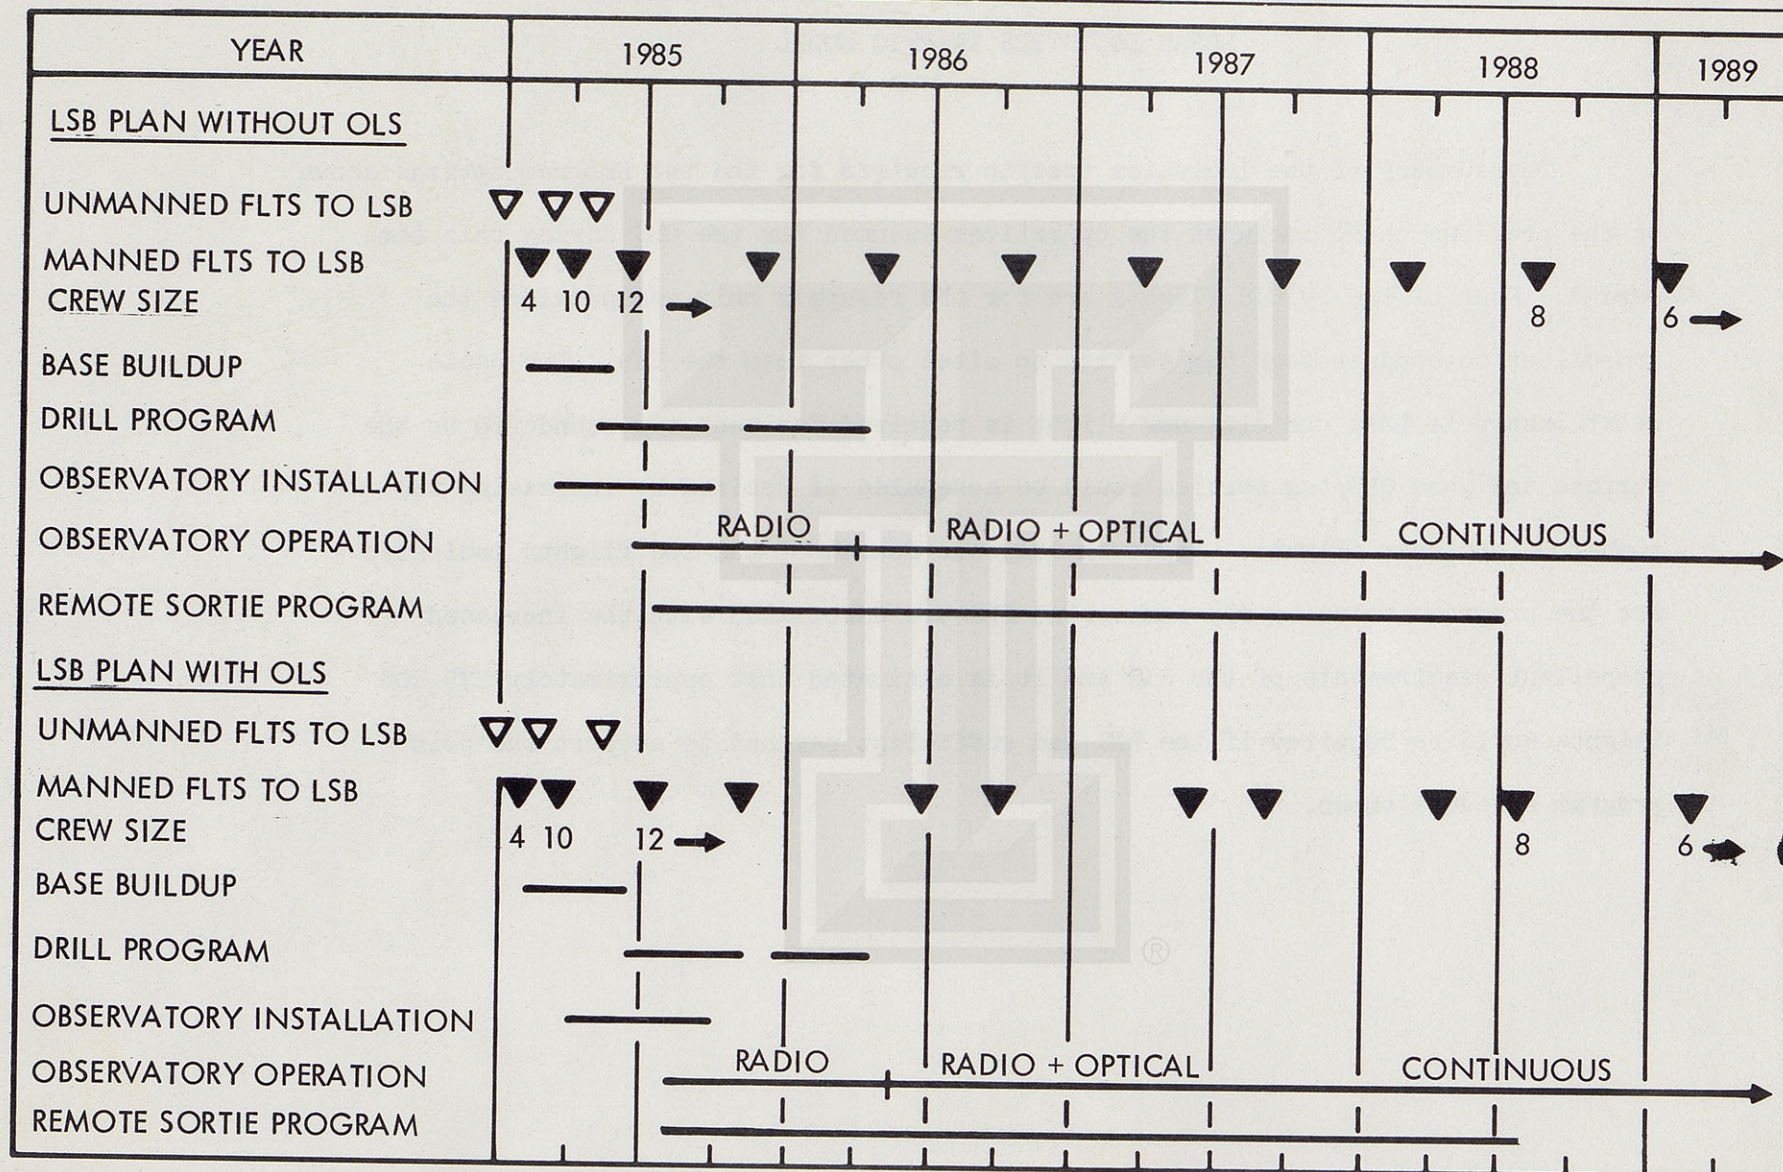 YEAR 1985 1986 1987 1988 1989
LSB PLAN WITHOUT OLS
UNMANNED FLTS TO LSB
MANNED FLTS TO LSB
CREW SIZE 4 10 12 8 6
BASE BUILDUP
DRILL PROGRAM
OBSERVATORY INSTALLATION
OBSERVATORY OPERATION RADIO RADIO + OPTICAL CONTINUOUS
REMOTE SORTIE PROGRAM
LSB PLAN WITH OLS
UNMANNED FLTS TO LSB
MANNED FLTS TO LSB
CREW SIZE 4 10 12 8 6
BASE BUILDUP
DRILL PROGRAM
®
OBSERVATORY INSTALLATION
OBSERVATORY OPERATION RADIO RADIO + OPTICAL CONTINUOUS
REMOTE SORTIE PROGRAM